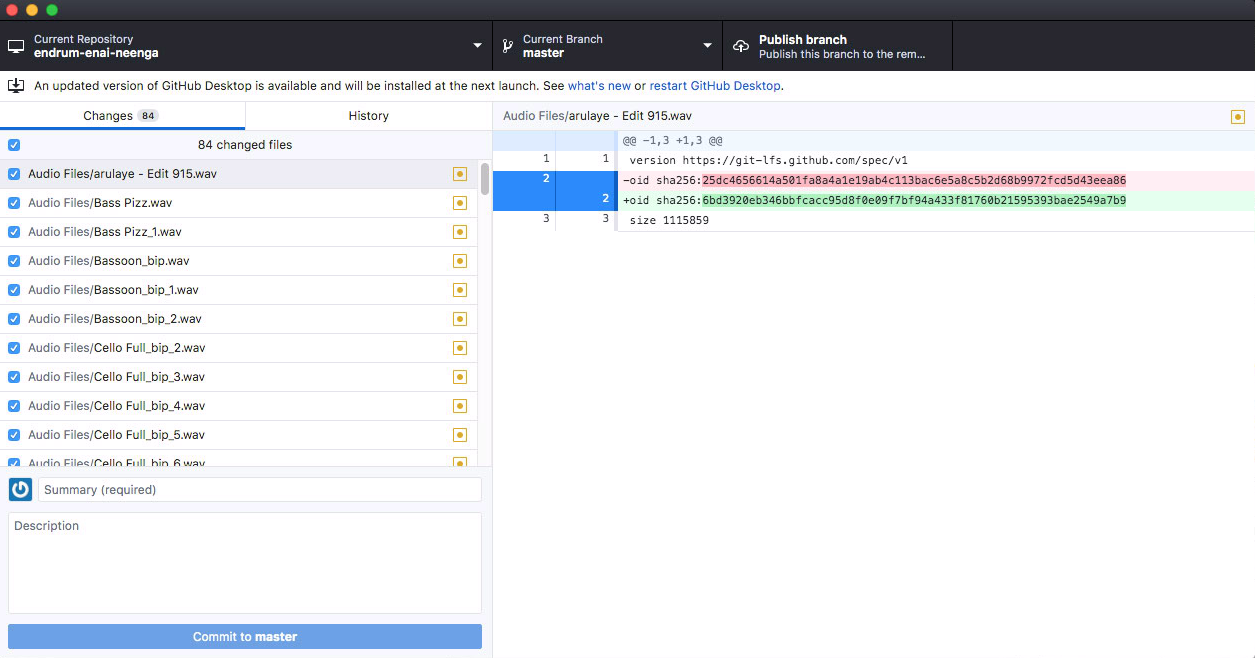 Current Repository
endrum-enai-neenga
Current Branch
master
Publish branch
Publish this branch to the rem...
An updated version of GitHub Desktop is available and will be installed at the next launch. See what's new or restart GitHub Desktop.
Changes 84
History
84 changed files
Audio Files/arulaye - Edit 915.wav
Audio Files/Bass Pizz.wav
Audio Files/Bass Pizz_1.wav
Audio Files/Bassoon_bip.wav
Audio Files/Bassoon_bip_1.wav
Audio Files/Bassoon_bip_2.wav
Audio Files/Cello Full_bip_2.wav
Audio Files/Cello Full_bip_3.wav
Audio Files/Cello Full_bip_4.wav
Audio Files/Cello Full_bip_5.wav
Audio Files/Cello Full_bip_6.wav
Summary (required)
Description
Commit to master
Audio Files/arulaye - Edit 915.wav
@@ -1,3 +1,3 @@
1 1 version https://git-lfs.github.com/spec/v1
2 -oid sha256:25dc4656614a501fa8a4a1e19ab4c113bac6e5a8c5b2d68b9972fcd5d43eea86
2 +oid sha256:6bd3920eb346bbfcacc95d8f0e09f7bf94a433f81760b21595393bae2549a7b9
3 3 size 1115859